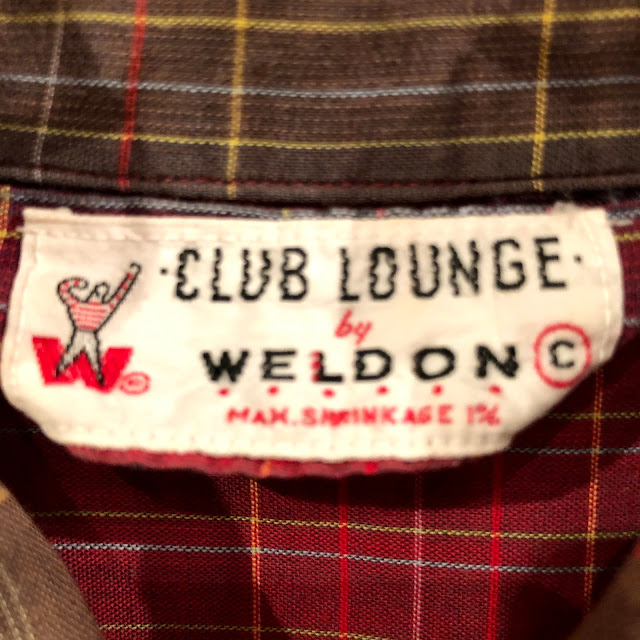 ·CLUB LOUNGE·
by
WELDON C
W ©
MAX. SHRINKAGE 1%